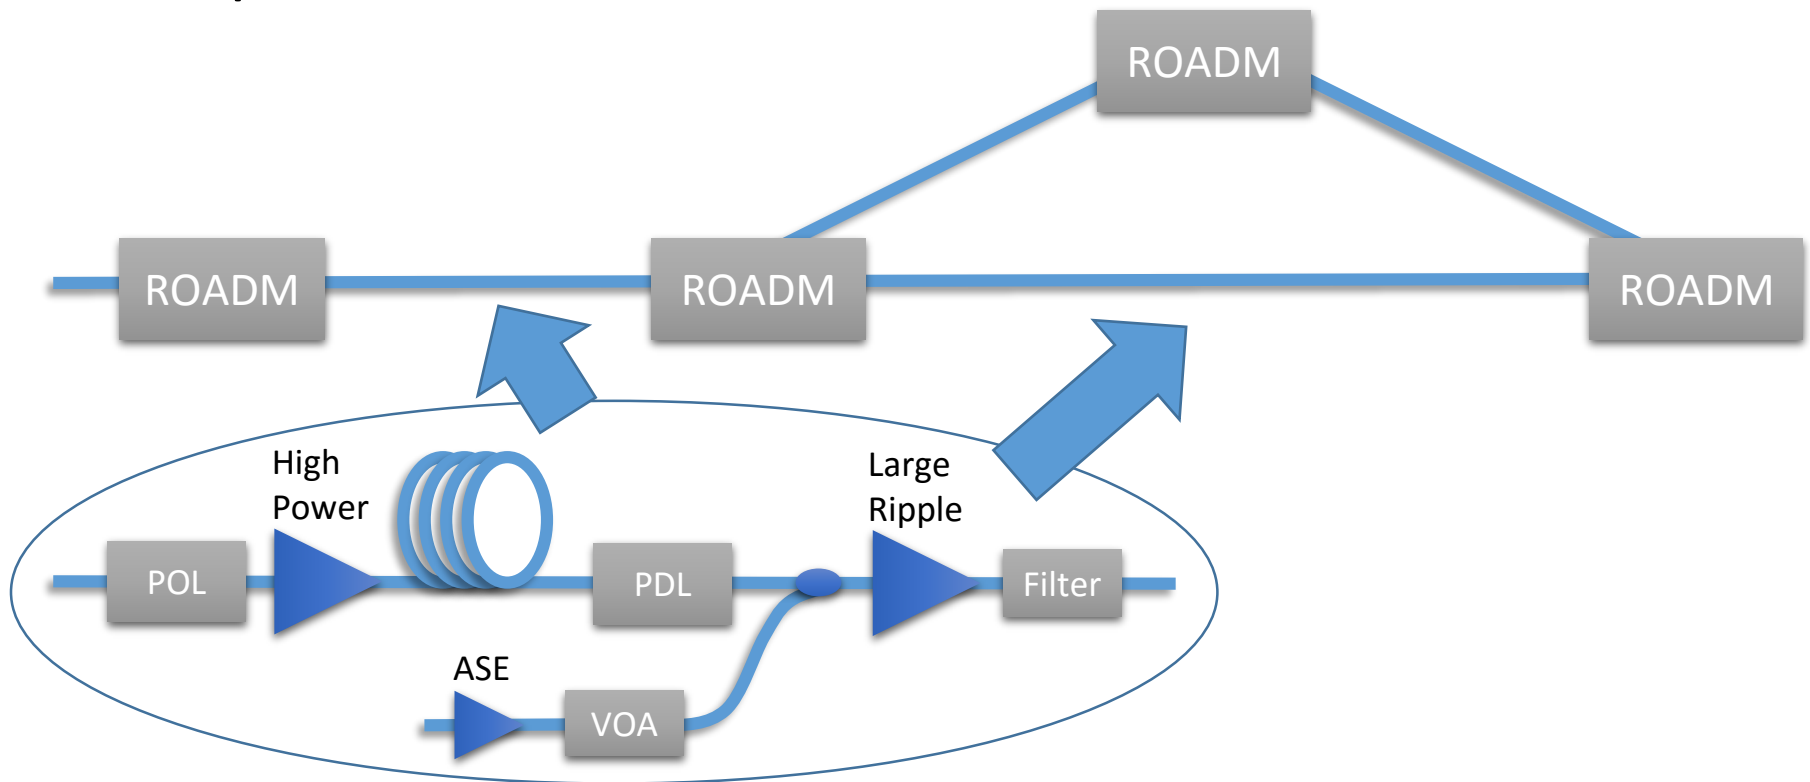 ROADM
ROADM
ROADM
ROADM
High
Power
Large
Ripple
POL
PDL
Filter
ASE
VOA